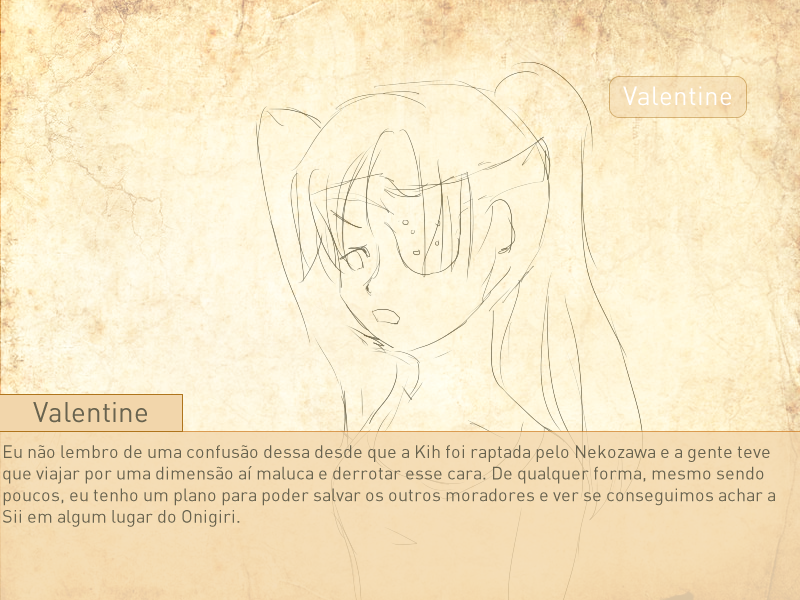 Valentine
Valentine
Eu não lembro de uma confusão dessa desde que a Kih foi raptada pelo Nekozawa e a gente teve
que viajar por uma dimensão aí maluca e derrotar esse cara. De qualquer forma, mesmo sendo
poucos, eu tenho um plano para poder salvar os outros moradores e ver se conseguimos achar a
Sii em algum lugar do Onigiri.